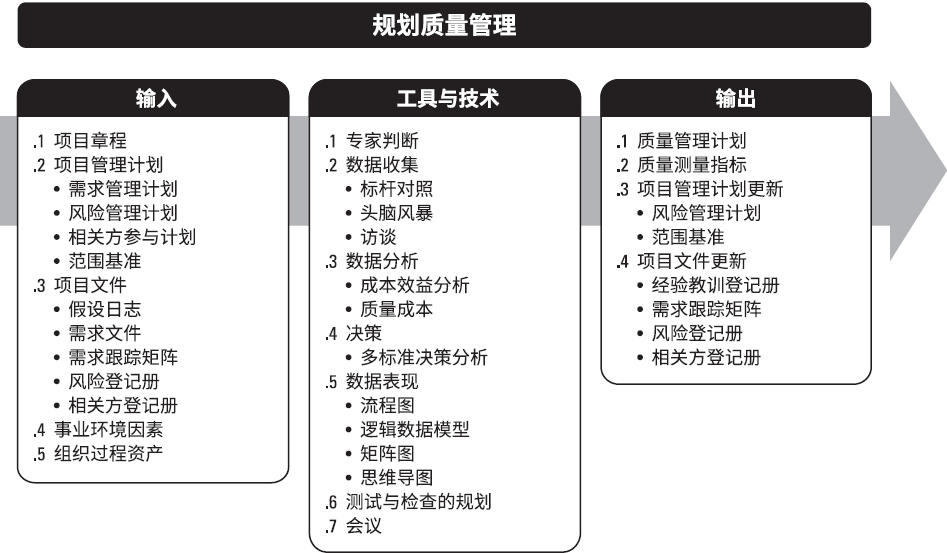 规划质量管理
输入
.1 项目章程
.2 项目管理计划
• 需求管理计划
• 风险管理计划
• 相关方参与计划
• 范围基准
.3 项目文件
• 假设日志
• 需求文件
• 需求跟踪矩阵
• 风险登记册
• 相关方登记册
.4 事业环境因素
.5 组织过程资产
工具与技术
.1 专家判断
.2 数据收集
• 标杆对照
• 头脑风暴
• 访谈
.3 数据分析
• 成本效益分析
• 质量成本
.4 决策
• 多标准决策分析
.5 数据表现
• 流程图
• 逻辑数据模型
• 矩阵图
• 思维导图
.6 测试与检查的规划
.7 会议
输出
.1 质量管理计划
.2 质量测量指标
.3 项目管理计划更新
• 风险管理计划
• 范围基准
.4 项目文件更新
• 经验教训登记册
• 需求跟踪矩阵
• 风险登记册
• 相关方登记册